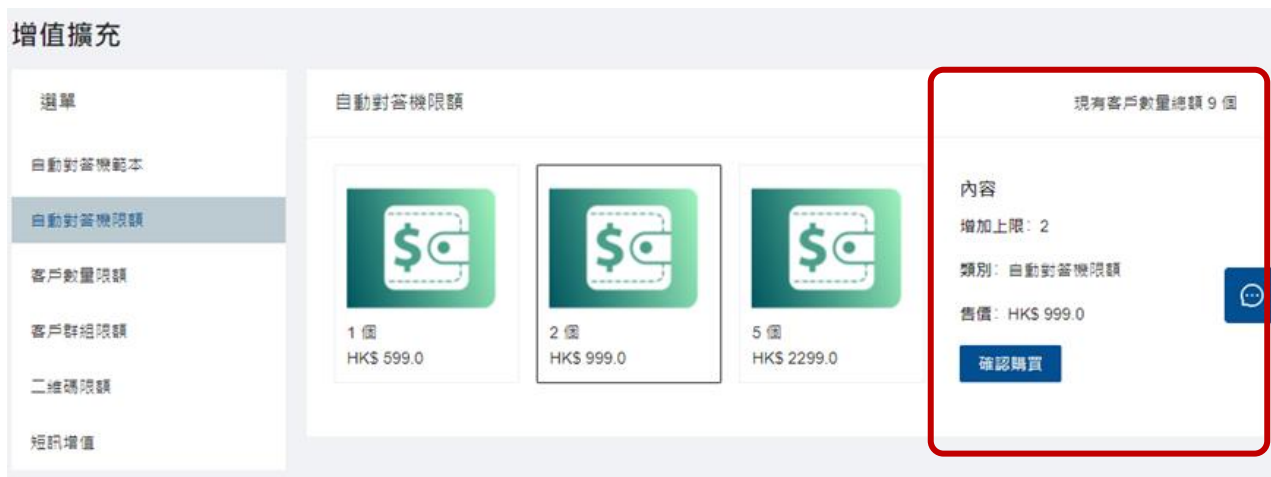 增值擴充
選單
自動對答機範本
自動對答機限額
客戶數量限額
客戶群組限額
二維碼限額
短訊增值
自動對答機限額
現有客戶數量總額 9 個
1 個
HK$ 599.0
2 個
HK$ 999.0
5 個
HK$ 2299.0
內容
增加上限：2
類別：自動對答機限額
售價：HK$ 999.0
確認購買